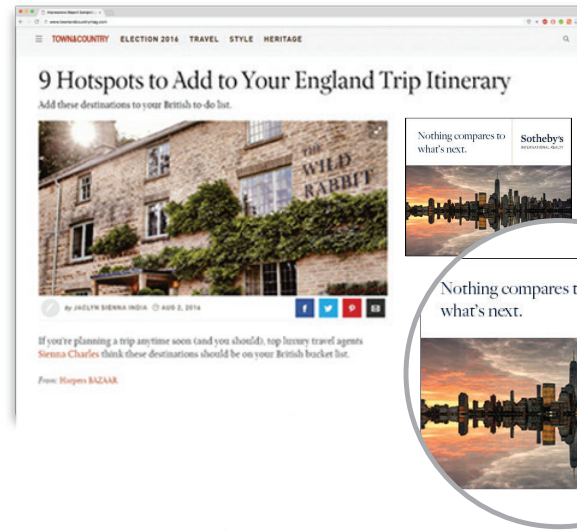 www.townandcountrymag.com
TOWN&COUNTRY ELECTION 2016 TRAVEL STYLE HERITAGE
9 Hotspots to Add to Your England Trip Itinerary
Add these destinations to your British to-do list.
THE
WILD
RABBIT
By JACLYN SIENNA INDIA AUG 2, 2016
If you're planning a trip anytime soon (and you should), top luxury travel agents
Sienna Charles think these destinations should be on your British bucket list.
From: Harpers BAZAAR
Nothing compares to
what's next.
Sotheby's
INTERNATIONAL REALTY
Nothing compares t
what's next.